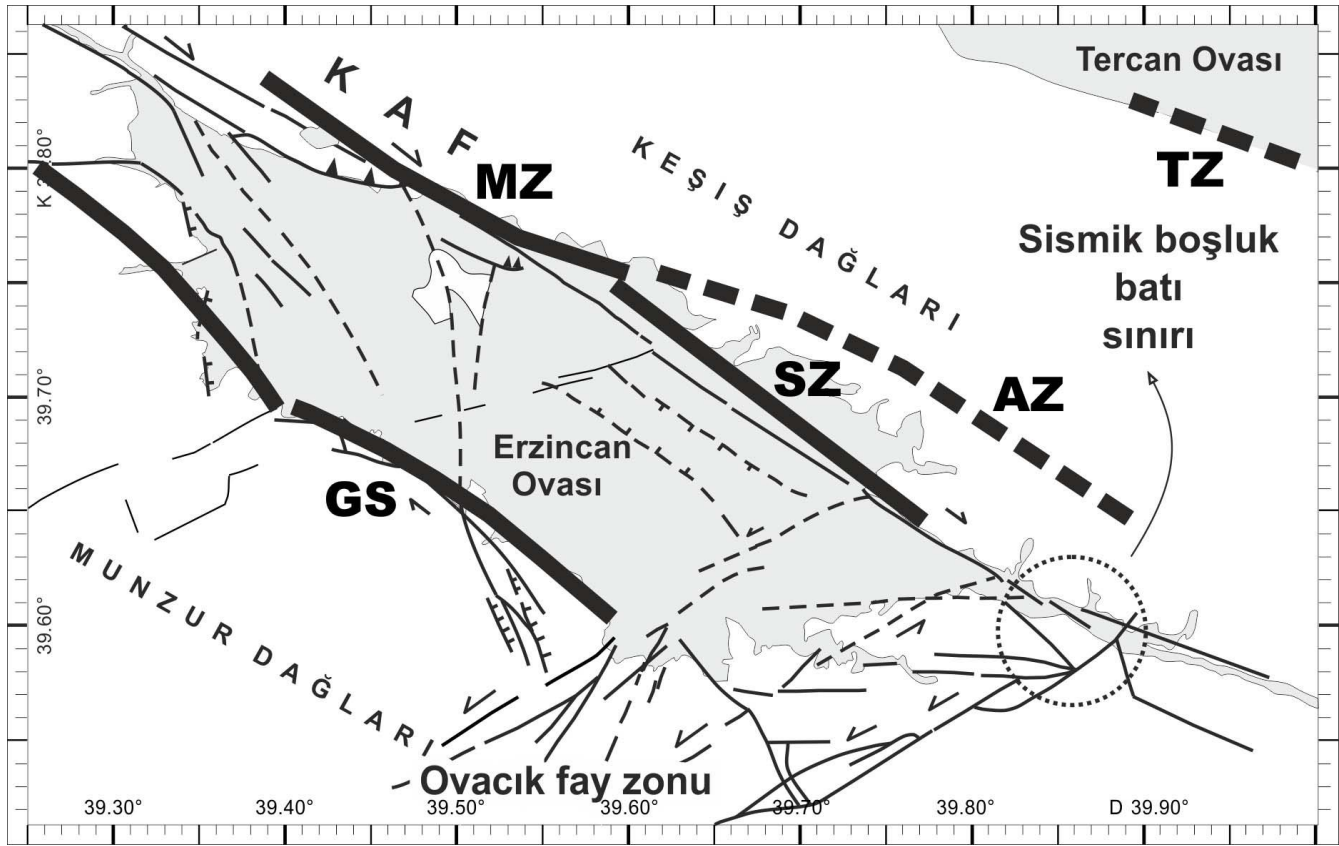 Tercan Ovası
KAF
KEŞIŞ DAĞLARI
MZ
TZ
Sismik boşluk
batı
sınırı
SZ
AZ
Erzincan
Ovası
GS
MUNZUR DAĞLARI
Ovacık fay zonu
K 39.80°
39.70°
39.60°
39.30°
39.40°
39.50°
39.60°
39.70°
39.80°
D 39.90°